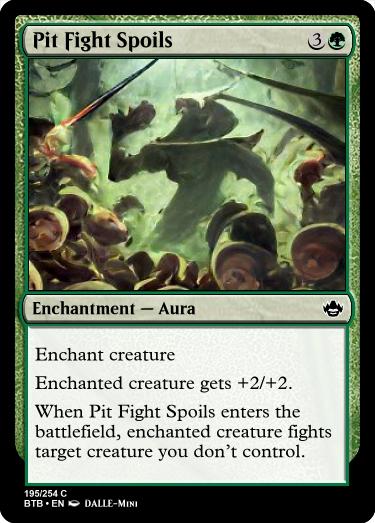 Pit Fight Spoils 3
Enchantment — Aura
Enchant creature
Enchanted creature gets +2/+2.
When Pit Fight Spoils enters the
battlefield, enchanted creature fights
target creature you don't control.
195/254 C
BTB • EN DALLE-Mini